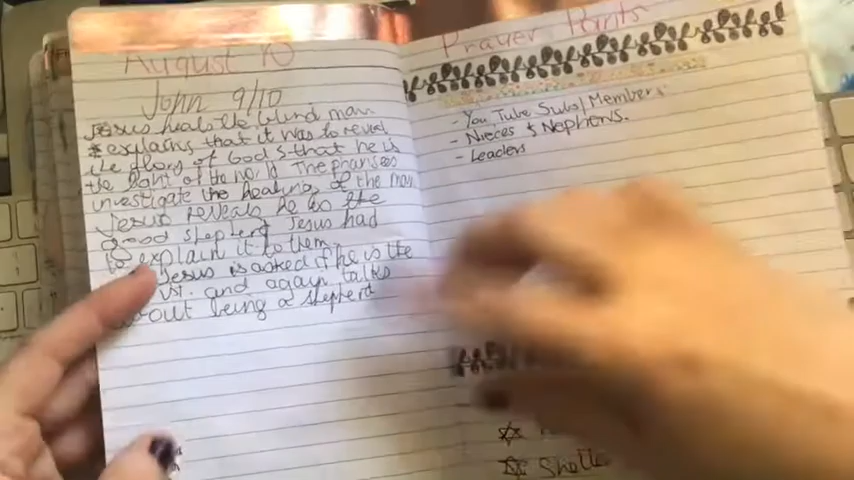 August 10
John 9/10
Jesus heals the blind man
explains that it was to reveal
the glory of God & that he is
the light of the world The pharisees
investigate the healing of the man
Jesus reveals he is the
Good shepherd Jesus had
to explain it to them
Jesus is asked if he is the
and again talks
about being a shepherd
Prayer Points
- YouTube Subs/Members
- Nieces & Nephews.
- Leaders